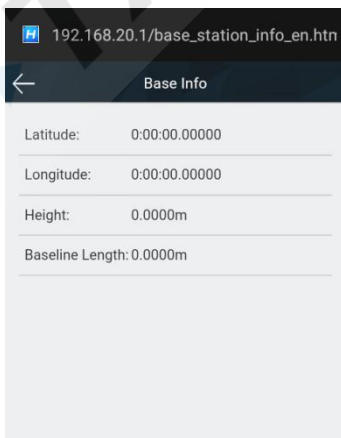 H 192.168.20.1/base_station_info_en.htm
Base Info
Latitude: 0:00:00.00000
Longitude: 0:00:00.00000
Height: 0.0000m
Baseline Length: 0.0000m